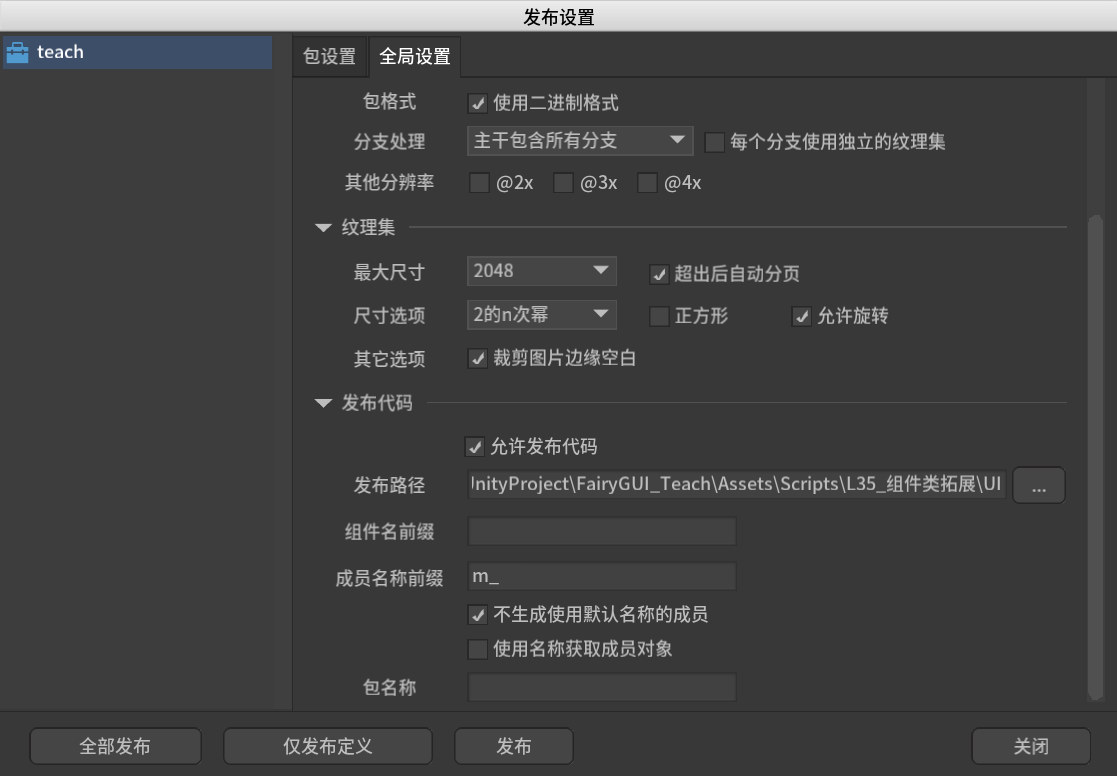 发布设置
teach
包设置 全局设置
包格式 使用二进制格式
分支处理 主干包含所有分支 每个分支使用独立的纹理集
其他分辨率 @2x @3x @4x
纹理集
最大尺寸 2048 超出后自动分页
尺寸选项 2的n次幂 正方形 允许旋转
其它选项 裁剪图片边缘空白
发布代码
允许发布代码
发布路径 nityProject\FairyGUI_Teach\Assets\Scripts\L35_组件类拓展\UI ...
组件名前缀
成员名称前缀 m_
不生成使用默认名称的成员
使用名称获取成员对象
包名称
全部发布 仅发布定义 发布 关闭